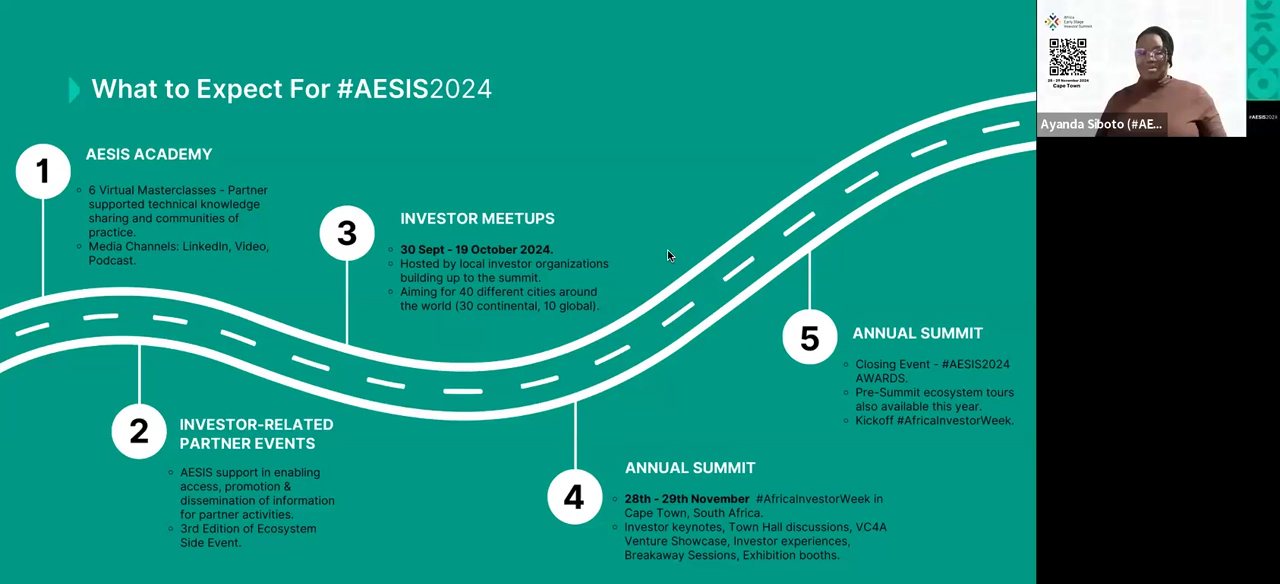 What to Expect For #AESIS2024
1
AESIS ACADEMY
6 Virtual Masterclasses - Partner
supported technical knowledge
sharing and communities of
practice.
Media Channels: LinkedIn, Video,
Podcast.
2
INVESTOR-RELATED
PARTNER EVENTS
AESIS support in enabling
access, promotion &
dissemination of information
for partner activities.
3rd Edition of Ecosystem
Side Event.
3
INVESTOR MEETUPS
30 Sept - 19 October 2024.
Hosted by local investor organizations
building up to the summit.
Aiming for 40 different cities around
the world (30 continental, 10 global).
4
ANNUAL SUMMIT
28th - 29th November #AfricaInvestorWeek in
Cape Town, South Africa.
Investor keynotes, Town Hall discussions, VC4A
Venture Showcase, Investor experiences,
Breakaway Sessions, Exhibition booths.
5
ANNUAL SUMMIT
Closing Event - #AESIS2024
AWARDS.
Pre-Summit ecosystem tours
also available this year.
Kickoff #AfricaInvestorWeek.
Africa
Early Stage
Investor Summit
28 - 29 November 2024
Cape Town
Ayanda Siboto (#AE...
#AESIS2024